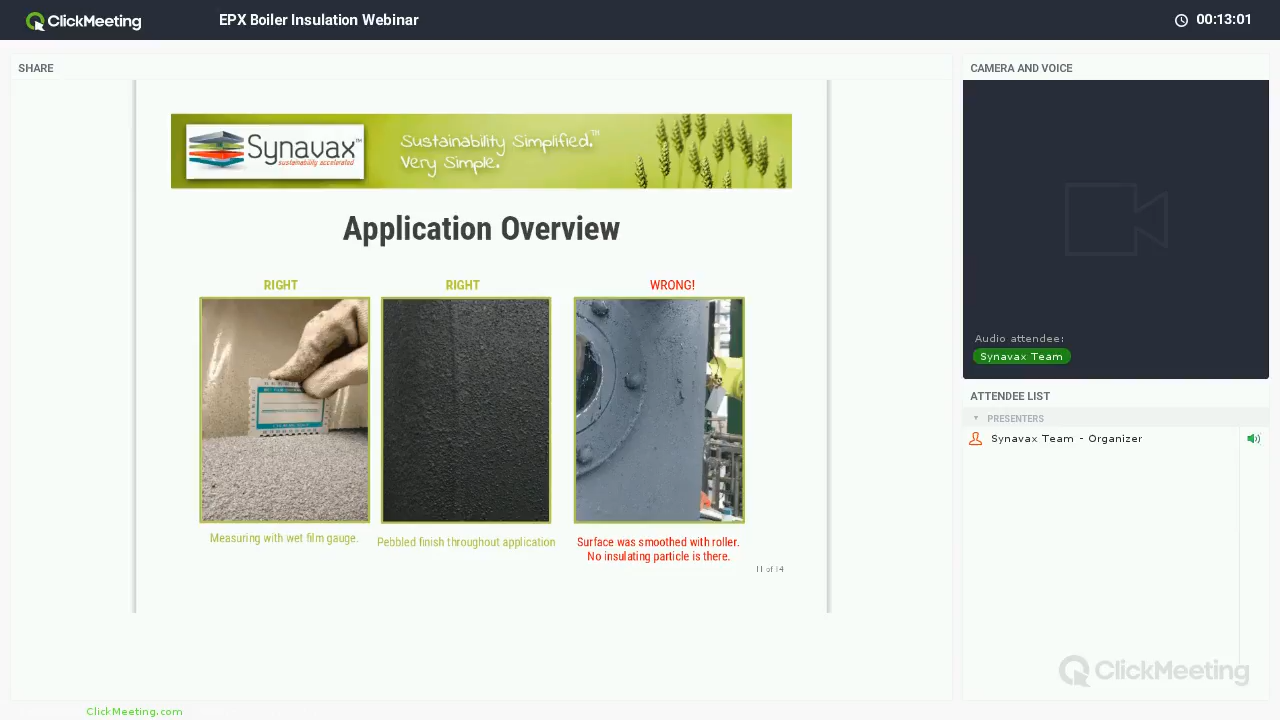 ClickMeeting
EPX Boiler Insulation Webinar
00:13:01
SHARE
Synavax™
sustainability accelerated
Sustainability Simplified.™
Very Simple.
Application Overview
RIGHT
RIGHT
WRONG!
Measuring with wet film gauge.
Pebbled finish throughout application
Surface was smoothed with roller.
No insulating particle is there.
11 of 14
CAMERA AND VOICE
Audio attendee:
Synavax Team
ATTENDEE LIST
PRESENTERS
Synavax Team - Organizer
ClickMeeting
ClickMeeting.com